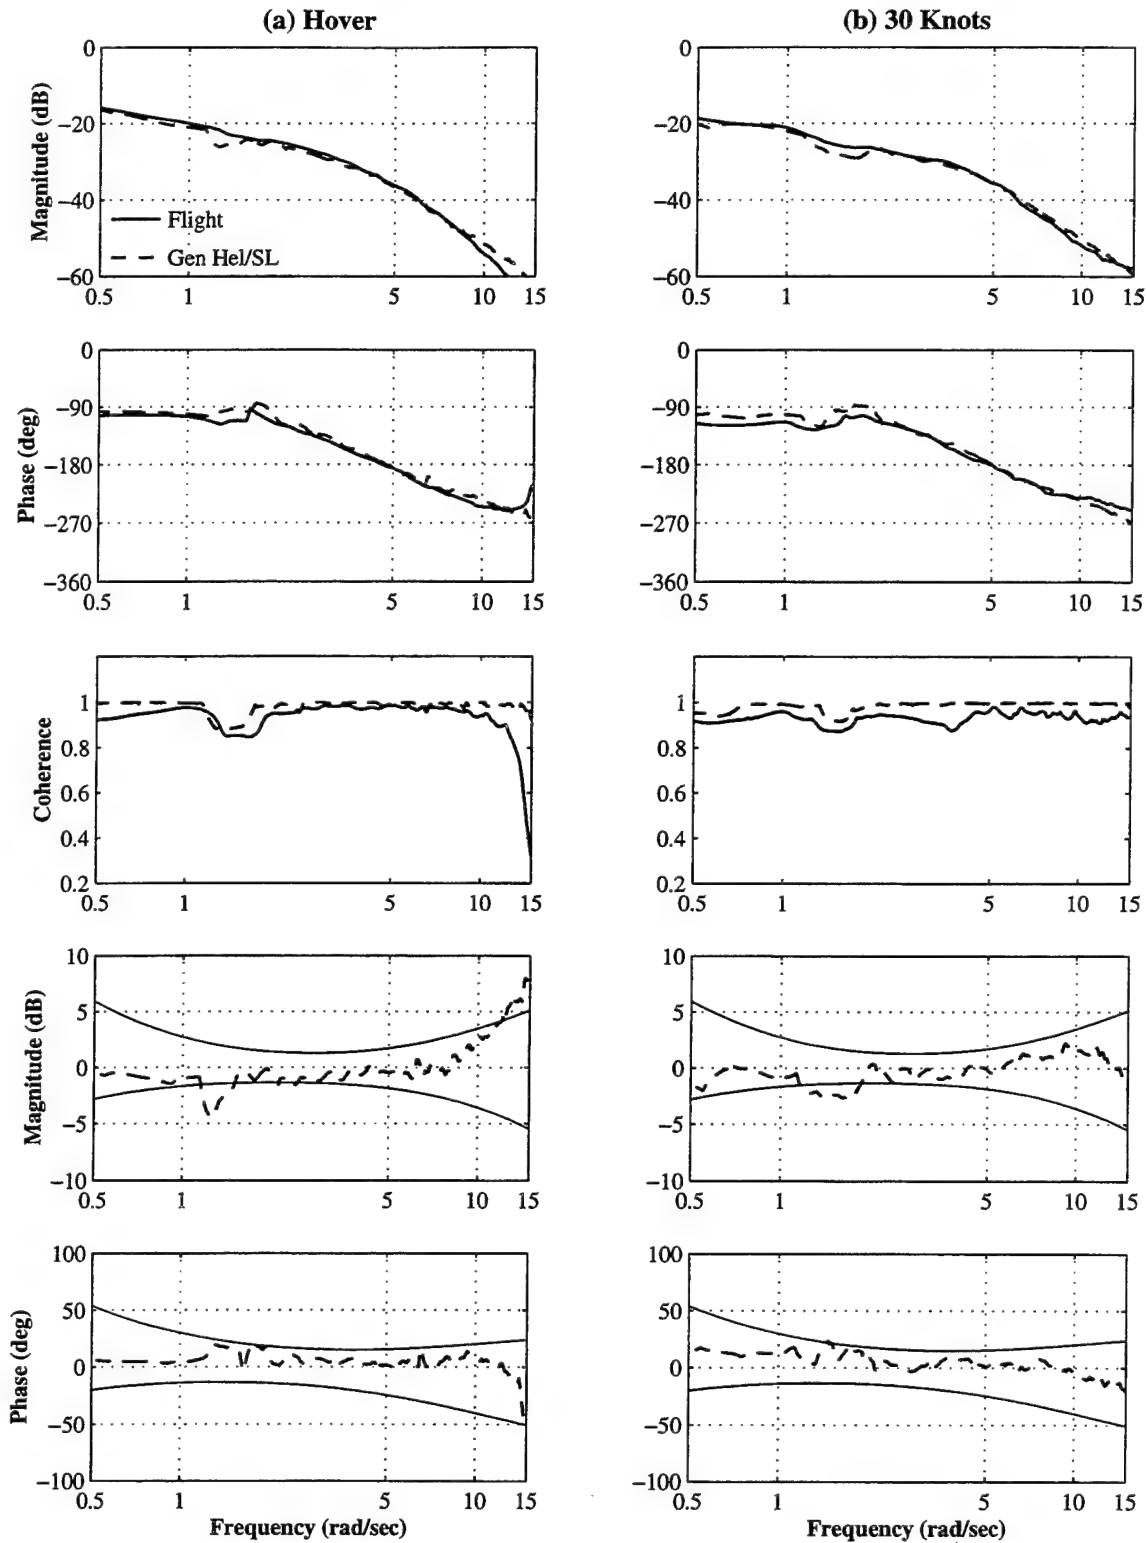 (a) Hover
(b) 30 Knots
Magnitude (dB)
0
−20
−40
−60
Flight
Gen Hel/SL
0.5 1 5 10 15
0
−20
−40
−60
0.5 1 5 10 15
Phase (deg)
0
−90
−180
−270
−360
0.5 1 5 10 15
0
−90
−180
−270
−360
0.5 1 5 10 15
Coherence
1
0.8
0.6
0.4
0.2
0.5 1 5 10 15
1
0.8
0.6
0.4
0.2
0.5 1 5 10 15
Magnitude (dB)
10
5
0
−5
−10
0.5 1 5 10 15
10
5
0
−5
−10
0.5 1 5 10 15
Phase (deg)
100
50
0
−50
−100
0.5 1 5 10 15
Frequency (rad/sec)
100
50
0
−50
−100
0.5 1 5 10 15
Frequency (rad/sec)